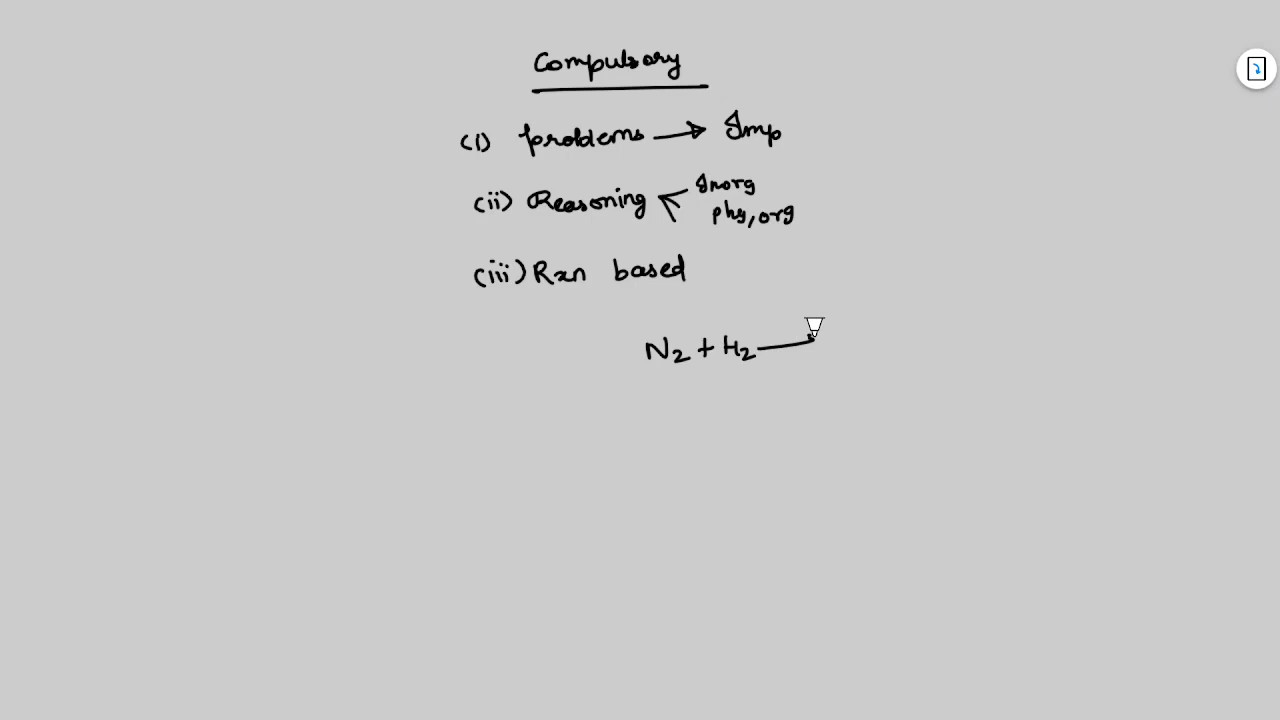 Compulsory
(i) problems → Imp
(ii) Reasoning Inorg
phy, org
(iii) Rxn based
N₂ + H₂ —